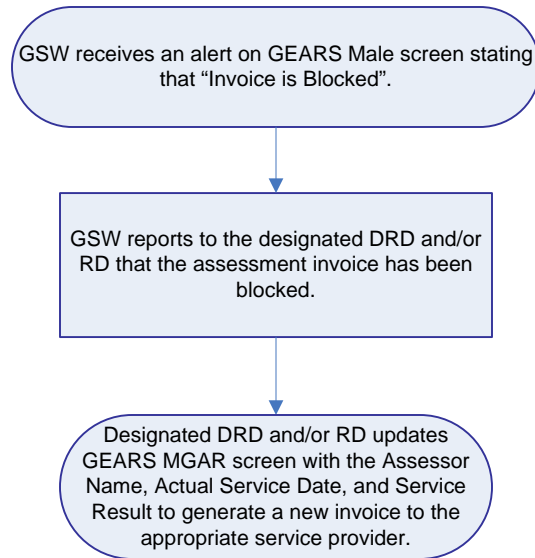 GSW receives an alert on GEARS Male screen stating
that “Invoice is Blocked”.
GSW reports to the designated DRD and/or
RD that the assessment invoice has been
blocked.
Designated DRD and/or RD updates
GEARS MGAR screen with the Assessor
Name, Actual Service Date, and Service
Result to generate a new invoice to the
appropriate service provider.